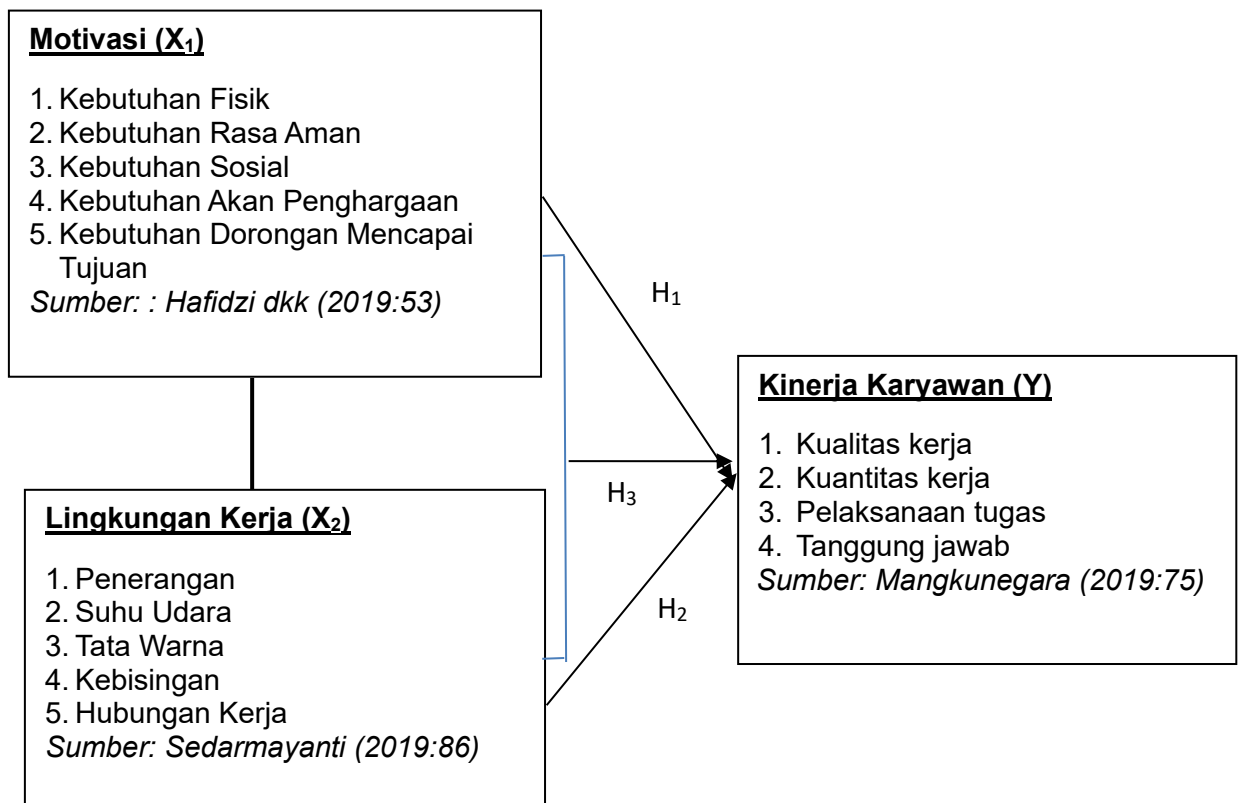 Motivasi (X₁)
1. Kebutuhan Fisik
2. Kebutuhan Rasa Aman
3. Kebutuhan Sosial
4. Kebutuhan Akan Penghargaan
5. Kebutuhan Dorongan Mencapai
Tujuan
Sumber: : Hafidzi dkk (2019:53)
H₁
Kinerja Karyawan (Y)
1. Kualitas kerja
2. Kuantitas kerja
3. Pelaksanaan tugas
4. Tanggung jawab
Sumber: Mangkunegara (2019:75)
H₃
Lingkungan Kerja (X₂)
1. Penerangan
2. Suhu Udara
3. Tata Warna
4. Kebisingan
5. Hubungan Kerja
Sumber: Sedarmayanti (2019:86)
H₂